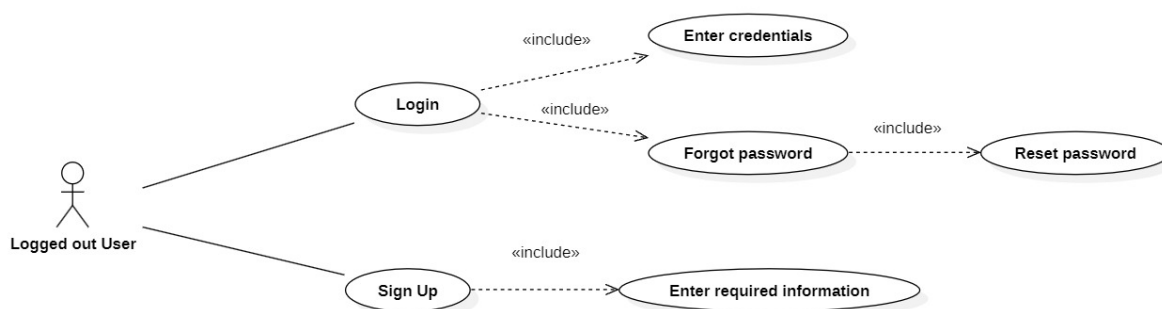 Enter credentials
«include»
Login
«include»
«include»
Forgot password
Reset password
Logged out User
«include»
Sign Up
Enter required information